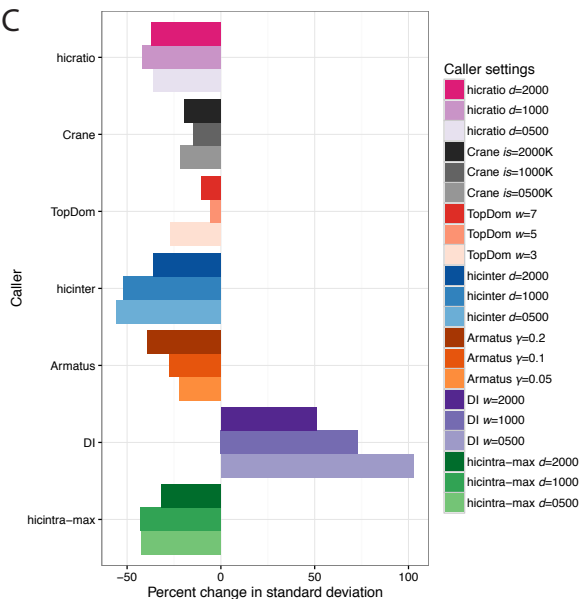 C
Caller
hicratio
Crane
TopDom
hicinter
Armatus
DI
hicintra−max
−50
0
50
100
Percent change in standard deviation
Caller settings
hicratio d=2000
hicratio d=1000
hicratio d=0500
Crane is=2000K
Crane is=1000K
Crane is=0500K
TopDom w=7
TopDom w=5
TopDom w=3
hicinter d=2000
hicinter d=1000
hicinter d=0500
Armatus γ=0.2
Armatus γ=0.1
Armatus γ=0.05
DI w=2000
DI w=1000
DI w=0500
hicintra−max d=2000
hicintra−max d=1000
hicintra−max d=0500